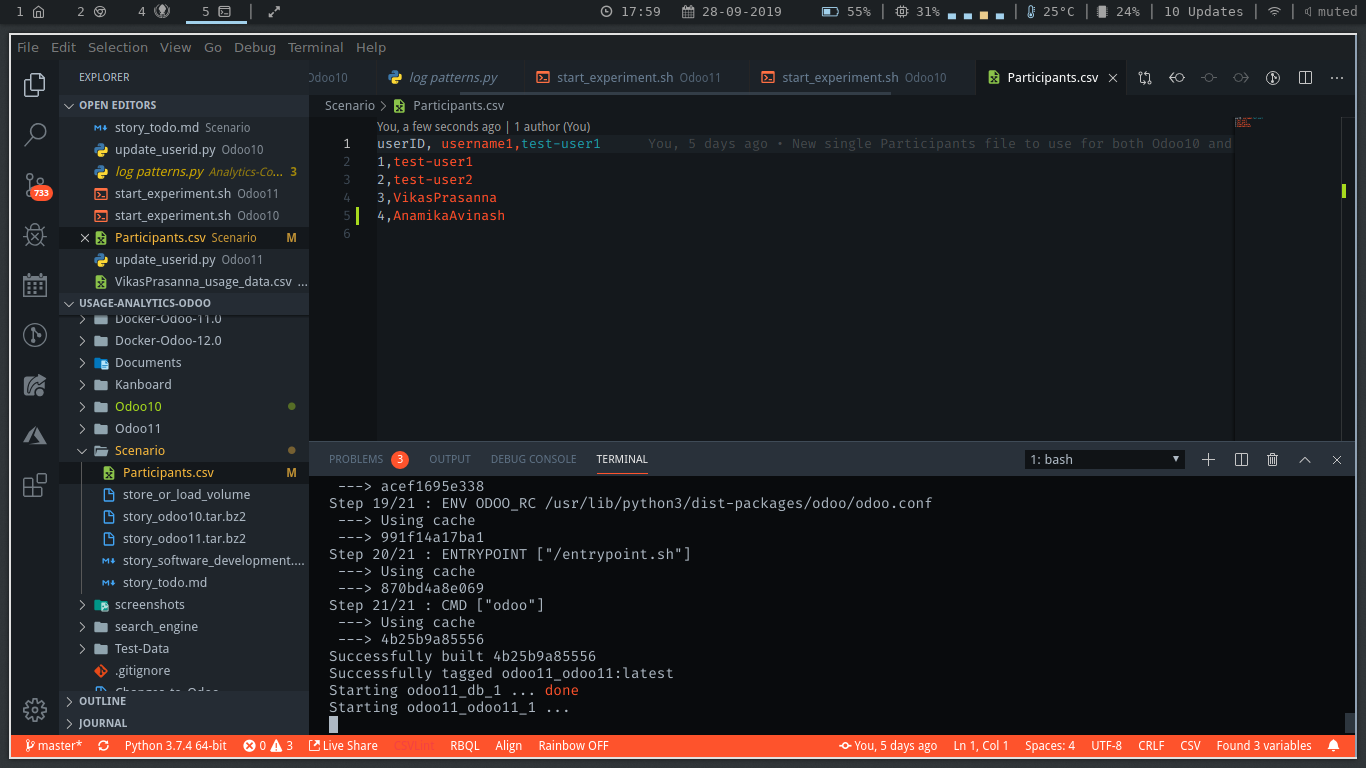 1 2 4 5 17:59 28-09-2019 55% 31% 25°C 24% 10 Updates muted
File Edit Selection View Go Debug Terminal Help
EXPLORER
Odoo10 log patterns.py start_experiment.sh Odoo11 start_experiment.sh Odoo10 Participants.csv
OPEN EDITORS
story_todo.md Scenario
update_userid.py Odoo10
log patterns.py Analytics-Co... 3
start_experiment.sh Odoo11
start_experiment.sh Odoo10
Participants.csv Scenario M
update_userid.py Odoo11
VikasPrasanna_usage_data.csv ...
733
USAGE-ANALYTICS-ODOO
Docker-Odoo-11.0
Docker-Odoo-12.0
Documents
Kanboard
Odoo10
Odoo11
Scenario
Participants.csv M
store_or_load_volume
story_odoo10.tar.bz2
story_odoo11.tar.bz2
story_software_development....
story_todo.md
screenshots
search_engine
Test-Data
.gitignore
Changes-to-Odoo
OUTLINE
JOURNAL
Scenario > Participants.csv
You, a few seconds ago | 1 author (You)
1 userID, username1,test-user1 You, 5 days ago • New single Participants file to use for both Odoo10 and
2 1,test-user1
3 2,test-user2
4 3,VikasPrasanna
5 4,AnamikaAvinash
6
PROBLEMS 3 OUTPUT DEBUG CONSOLE TERMINAL 1: bash
---> acef1695e338
Step 19/21 : ENV ODOO_RC /usr/lib/python3/dist-packages/odoo/odoo.conf
---> Using cache
---> 991f14a17ba1
Step 20/21 : ENTRYPOINT ["/entrypoint.sh"]
---> Using cache
---> 870bd4a8e069
Step 21/21 : CMD ["odoo"]
---> Using cache
---> 4b25b9a85556
Successfully built 4b25b9a85556
Successfully tagged odoo11_odoo11:latest
Starting odoo11_db_1 ... done
Starting odoo11_odoo11_1 ...
master* Python 3.7.4 64-bit 0 3 Live Share CSVLint RBQL Align Rainbow OFF You, 5 days ago Ln 1, Col 1 Spaces: 4 UTF-8 CRLF CSV Found 3 variables